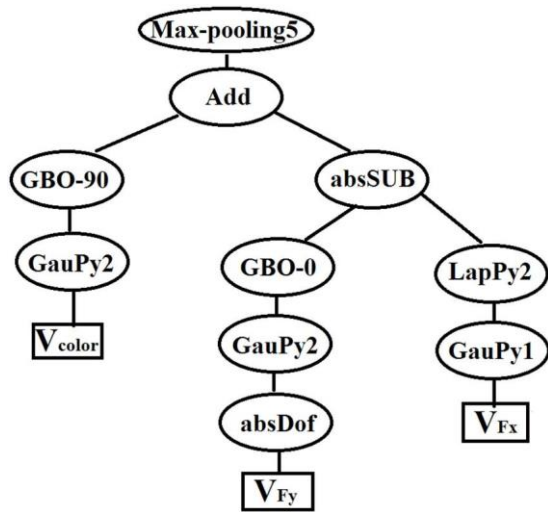 Max-pooling5
Add
GBO-90
absSUB
GauPy2
GBO-0
LapPy2
Vcolor
GauPy2
GauPy1
absDof
VFx
VFy